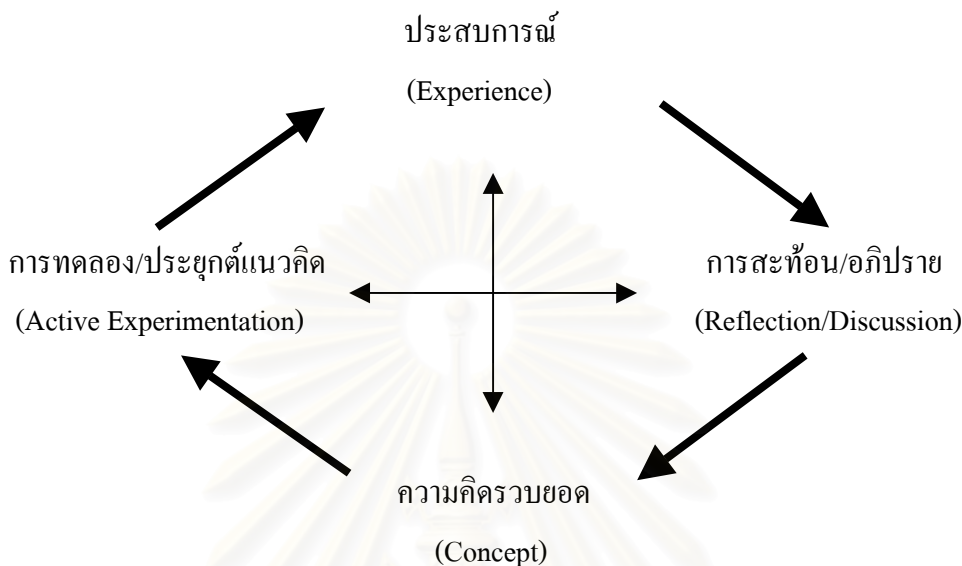 ประสบการณ์
(Experience)
การทดลอง/ประยุกต์แนวคิด
(Active Experimentation)
การสะท้อน/อภิปราย
(Reflection/Discussion)
ความคิดรวบยอด
(Concept)